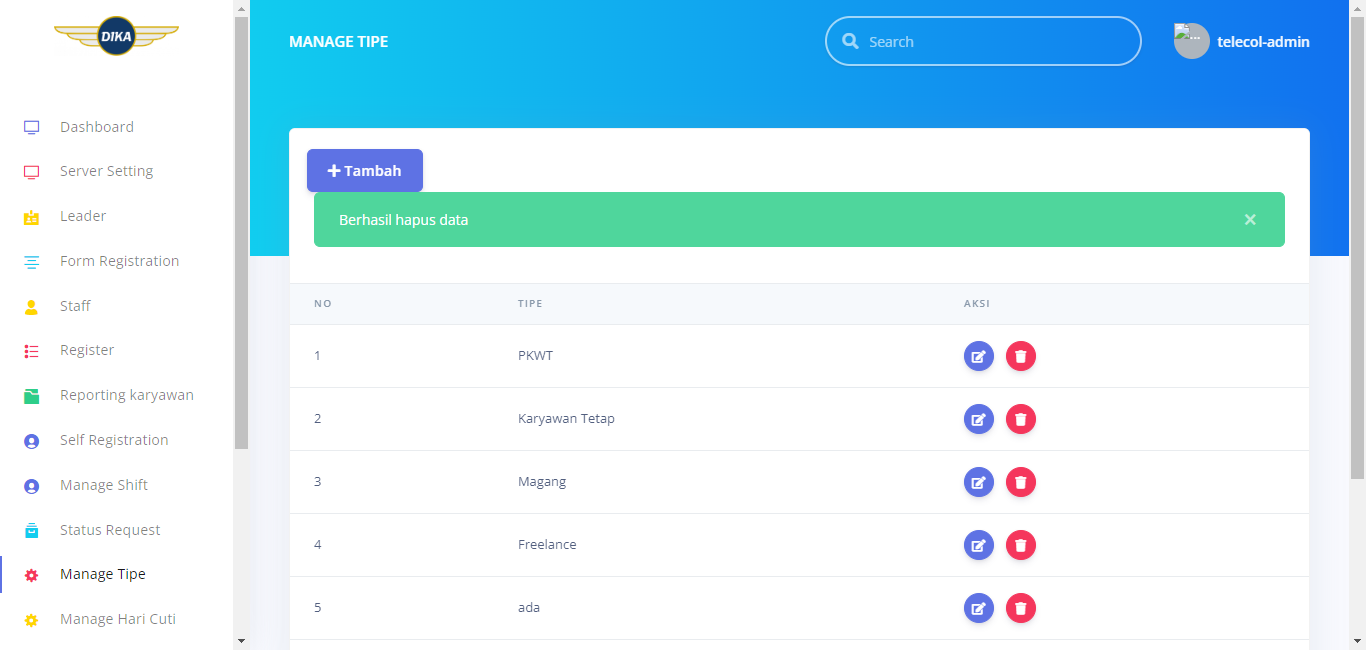 DIKA
Dashboard
Server Setting
Leader
Form Registration
Staff
Register
Reporting karyawan
Self Registration
Manage Shift
Status Request
Manage Tipe
Manage Hari Cuti
MANAGE TIPE
Search
...
telecol-admin
Tambah
Berhasil hapus data
NO TIPE AKSI
1 PKWT
2 Karyawan Tetap
3 Magang
4 Freelance
5 ada